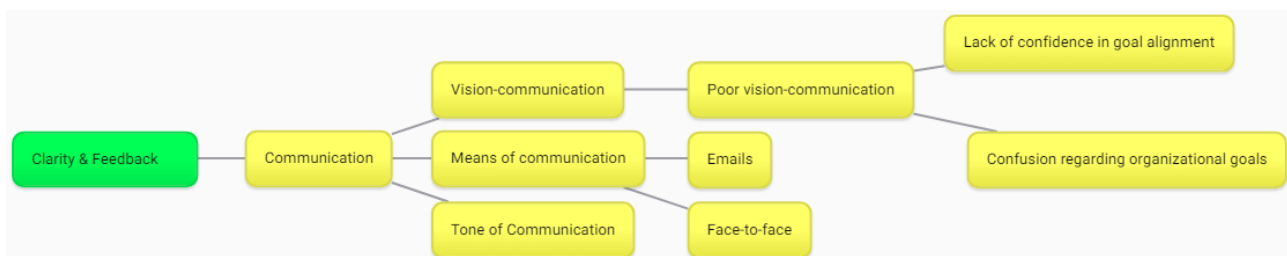 Clarity & Feedback
Communication
Vision-communication
Poor vision-communication
Lack of confidence in goal alignment
Confusion regarding organizational goals
Means of communication
Emails
Face-to-face
Tone of Communication